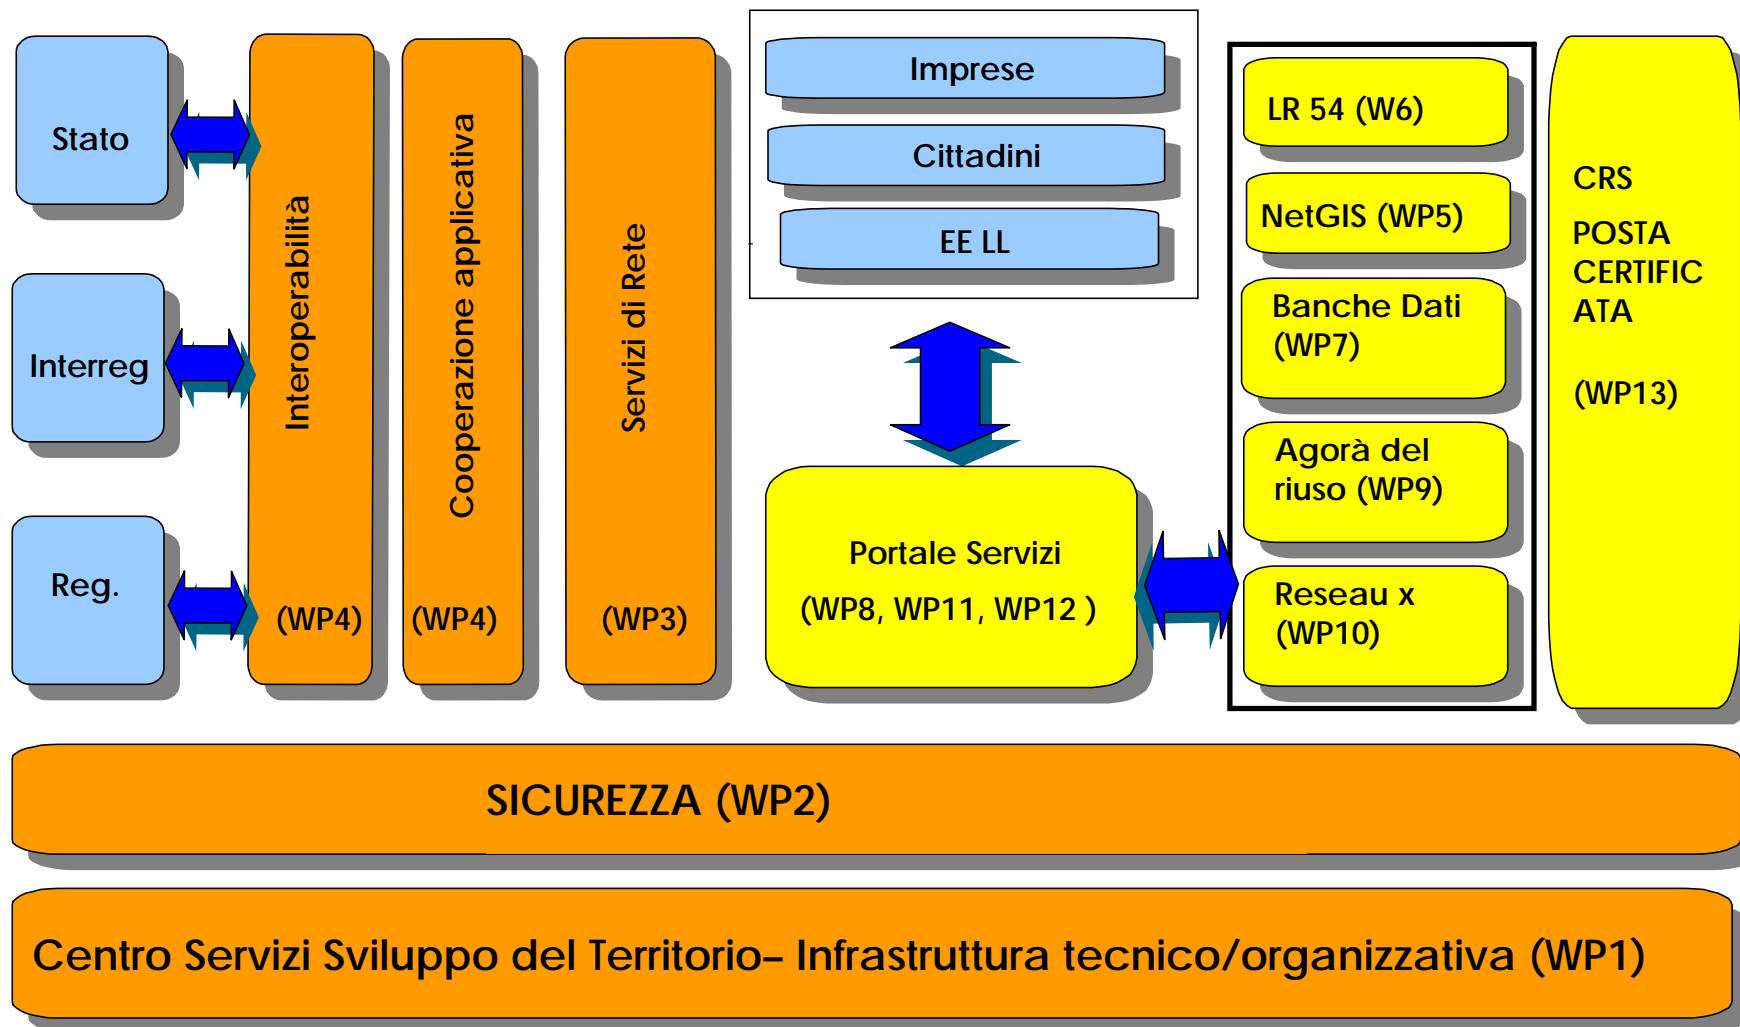 Stato
Interreg
Reg.
Interoperabilità
(WP4)
Cooperazione applicativa
(WP4)
Servizi di Rete
(WP3)
Imprese
Cittadini
EE LL
Portale Servizi
(WP8, WP11, WP12 )
LR 54 (W6)
NetGIS (WP5)
Banche Dati
(WP7)
Agorà del
riuso (WP9)
Reseau x
(WP10)
CRS
POSTA
CERTIFIC
ATA
(WP13)
SICUREZZA (WP2)
Centro Servizi Sviluppo del Territorio– Infrastruttura tecnico/organizzativa (WP1)